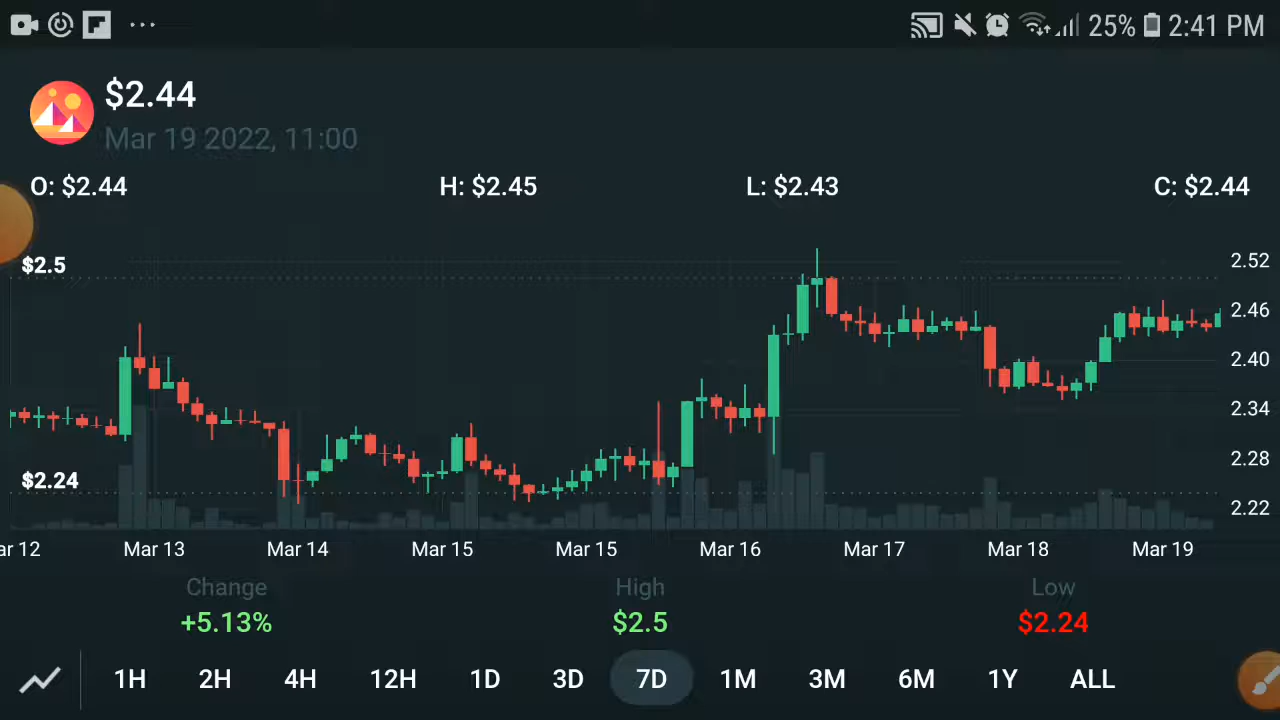 25% 2:41 PM
$2.44
Mar 19 2022, 11:00
O: $2.44 H: $2.45 L: $2.43 C: $2.44
$2.5
2.52
2.46
2.40
2.34
$2.24
2.28
2.22
ar 12 Mar 13 Mar 14 Mar 15 Mar 15 Mar 16 Mar 17 Mar 18 Mar 19
Change High Low
+5.13% $2.5 $2.24
1H 2H 4H 12H 1D 3D 7D 1M 3M 6M 1Y ALL